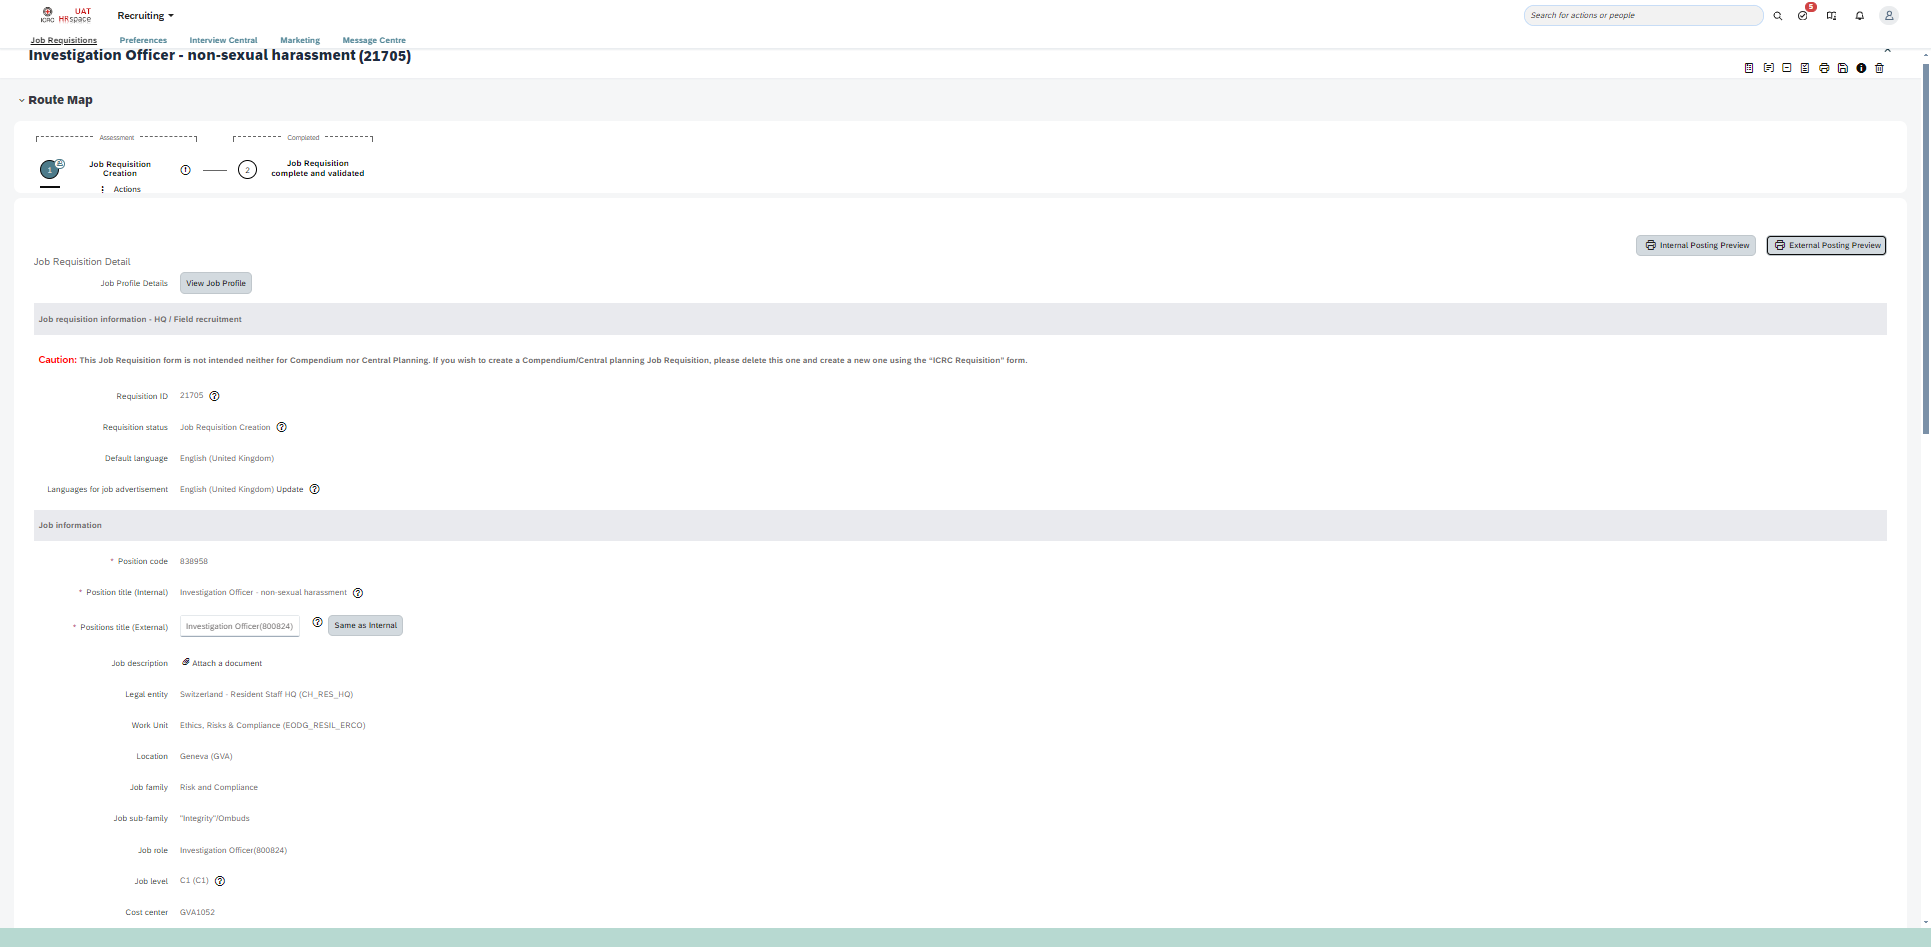 ICRC
UAT
HRspace
Recruiting
Search for actions or people
5
Job Requisitions
Preferences
Interview Central
Marketing
Message Centre
Investigation Officer - non-sexual harassment (21705)
Route Map
Assessment
Completed
1
Job Requisition
Creation
Actions
2
Job Requisition
complete and validated
Internal Posting Preview
External Posting Preview
Job Requisition Detail
Job Profile Details View Job Profile
Job requisition information - HQ / Field recruitment
Caution: This Job Requisition form is not intended neither for Compendium nor Central Planning. If you wish to create a Compendium/Central planning Job Requisition, please delete this one and create a new one using the “ICRC Requisition” form.
Requisition ID 21705
Requisition status Job Requisition Creation
Default language English (United Kingdom)
Languages for job advertisement English (United Kingdom) Update
Job information
* Position code 838958
* Position title (Internal) Investigation Officer - non-sexual harassment
* Positions title (External) Investigation Officer(800824) Same as Internal
Job description Attach a document
Legal entity Switzerland - Resident Staff HQ (CH_RES_HQ)
Work Unit Ethics, Risks & Compliance (EODG_RESIL_ERCO)
Location Geneva (GVA)
Job family Risk and Compliance
Job sub-family "Integrity"/Ombuds
Job role Investigation Officer(800824)
Job level C1 (C1)
Cost center GVA1052